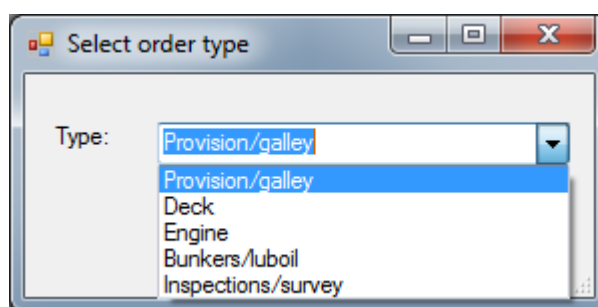 Select order type
Type:
Provision/galley
Provision/galley
Deck
Engine
Bunkers/luboil
Inspections/survey